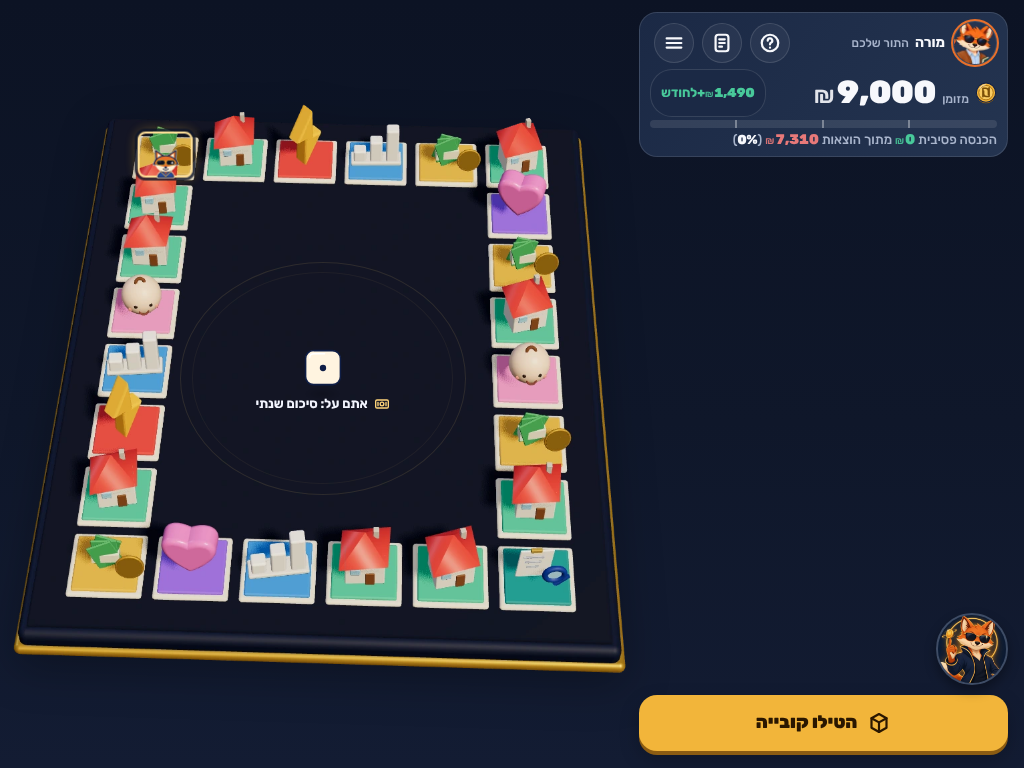 מורה התור שלכם
מזומן 9,000 ₪
+1,490 ₪ לחודש
הכנסה פסיבית 0 ₪ מתוך הוצאות 7,310 ₪ (0%)
אתם על: סיכום שנתי
הטילו קובייה